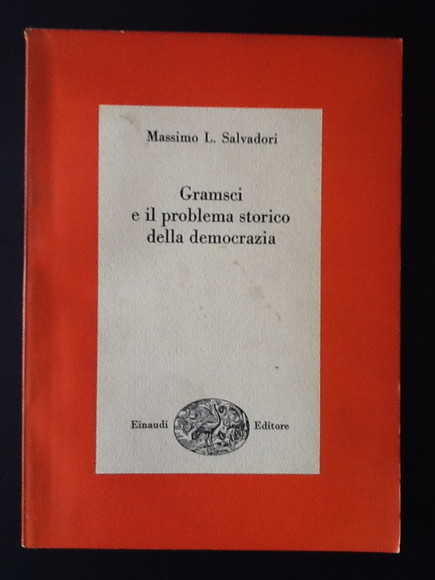 Massimo L. Salvadori
Gramsci
e il problema storico
della democrazia
Einaudi Editore